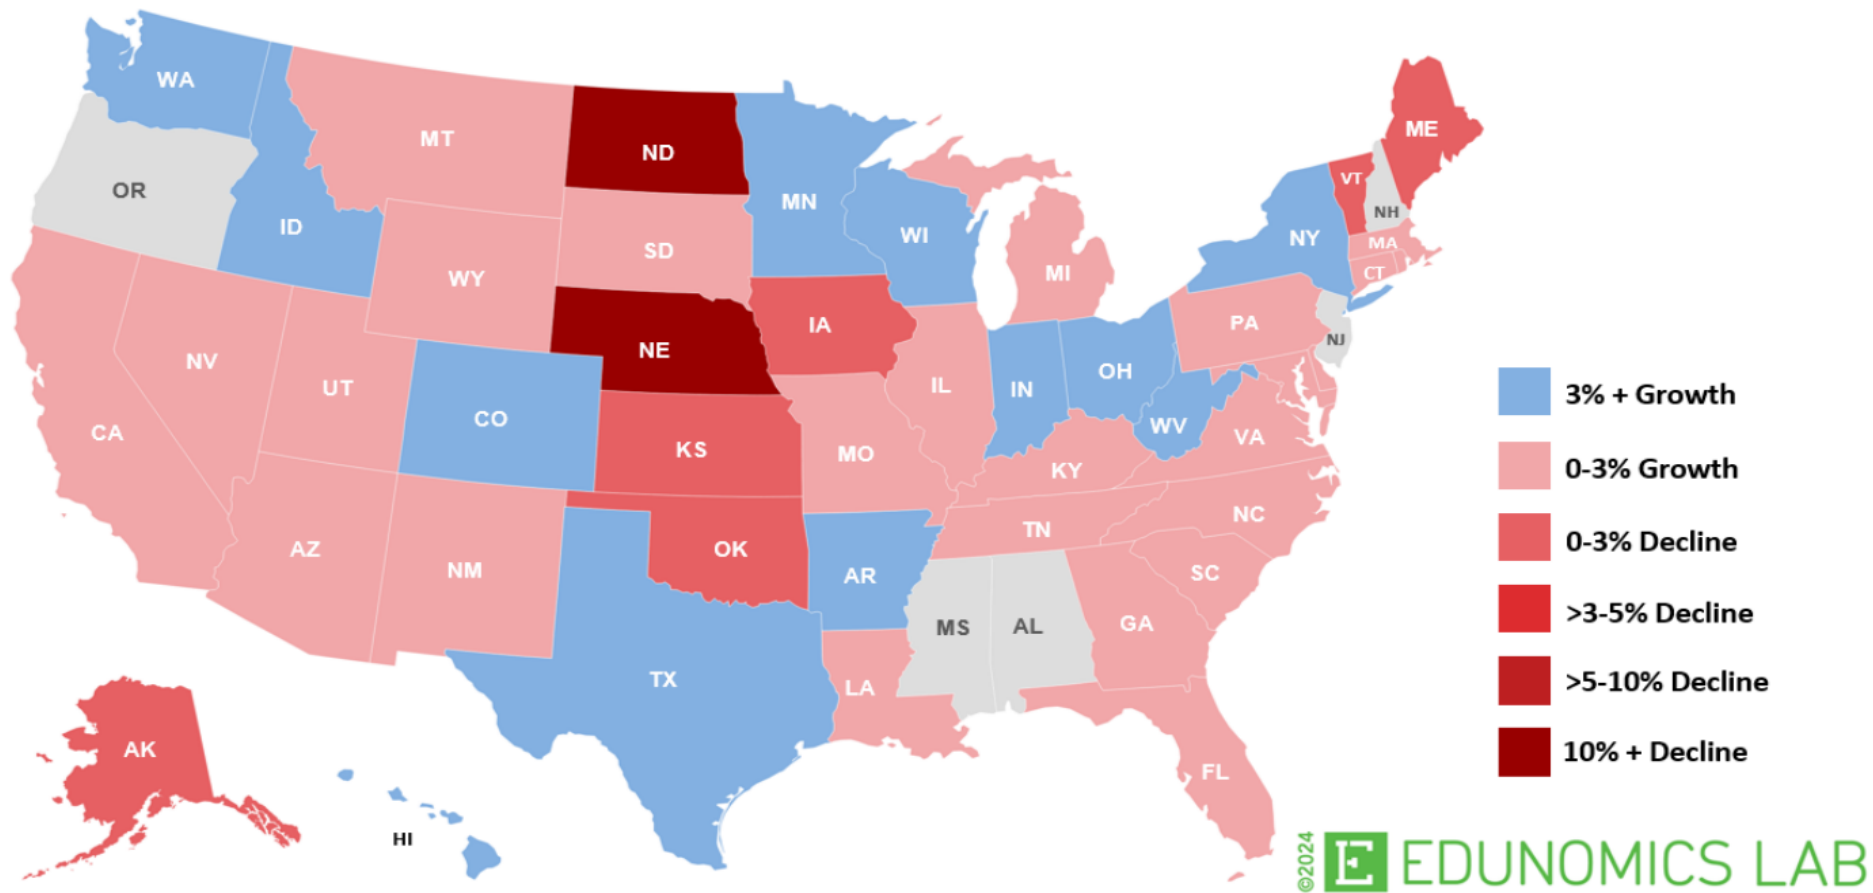 WA
MT
ND
ME
OR
ID
MN
VT
NH
WI
NY
MA
SD
WY
MI
CT
IA
PA
NE
NJ
NV
UT
IL
IN
OH
CO
CA
KS
MO
WV
VA
KY
NC
TN
AZ
NM
OK
AR
SC
MS
AL
GA
TX
LA
FL
AK
HI
3% + Growth
0-3% Growth
0-3% Decline
>3-5% Decline
>5-10% Decline
10% + Decline
©2024
E EDUNOMICS LAB